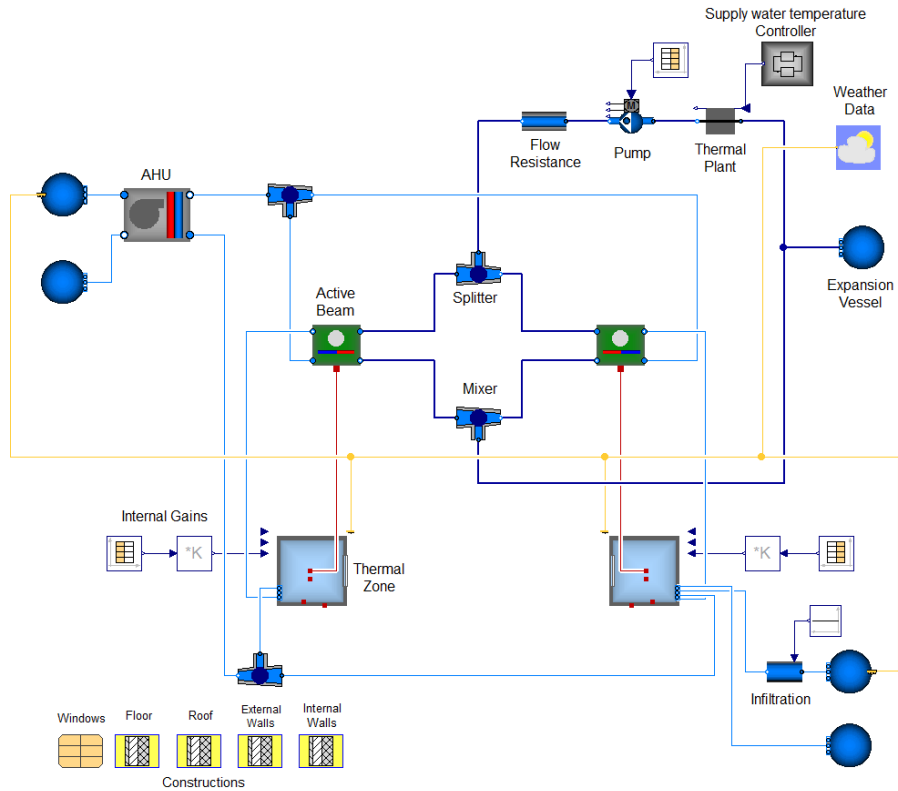 Supply water temperature
Controller
Weather
Data
M
Flow
Resistance
Pump
Thermal
Plant
AHU
Splitter
Expansion
Vessel
Active
Beam
Mixer
Internal Gains
*K
Thermal
Zone
*K
Infiltration
Windows
Floor
Roof
External
Walls
Internal
Walls
Constructions